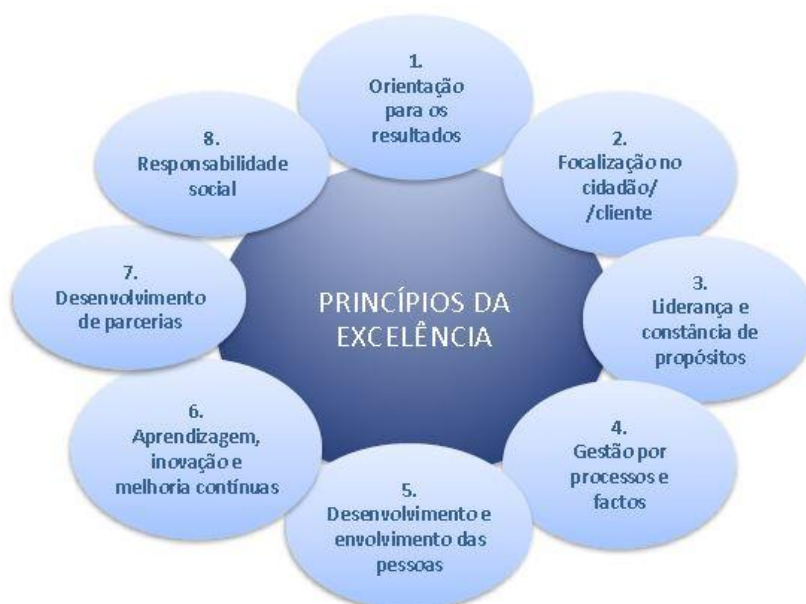 1.
Orientação
para os
resultados
2.
Focalização no
cidadão/
/cliente
3.
Liderança e
constância de
propósitos
4.
Gestão por
processos e
factos
5.
Desenvolvimento e
envolvimento das
pessoas
6.
Aprendizagem,
inovação e
melhoria contínuas
7.
Desenvolvimento
de parcerias
8.
Responsabilidade
social
PRINCÍPIOS DA
EXCELÊNCIA